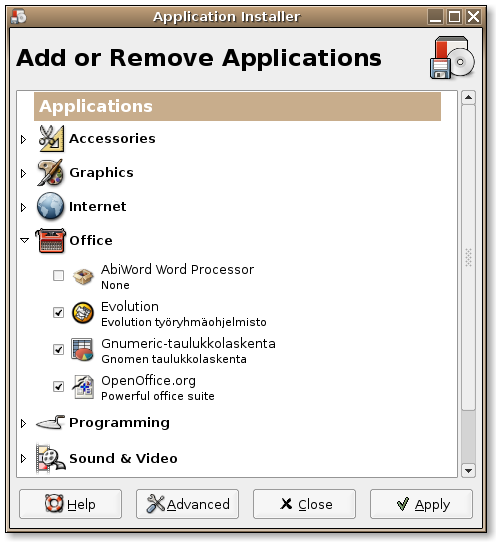 Application Installer
Add or Remove Applications
Applications
Accessories
Graphics
Internet
Office
AbiWord Word Processor
None
Evolution
Evolution työryhmäohjelmisto
Gnumeric-taulukkolaskenta
Gnomen taulukkolaskenta
OpenOffice.org
Powerful office suite
Programming
Sound & Video
Help Advanced Close Apply